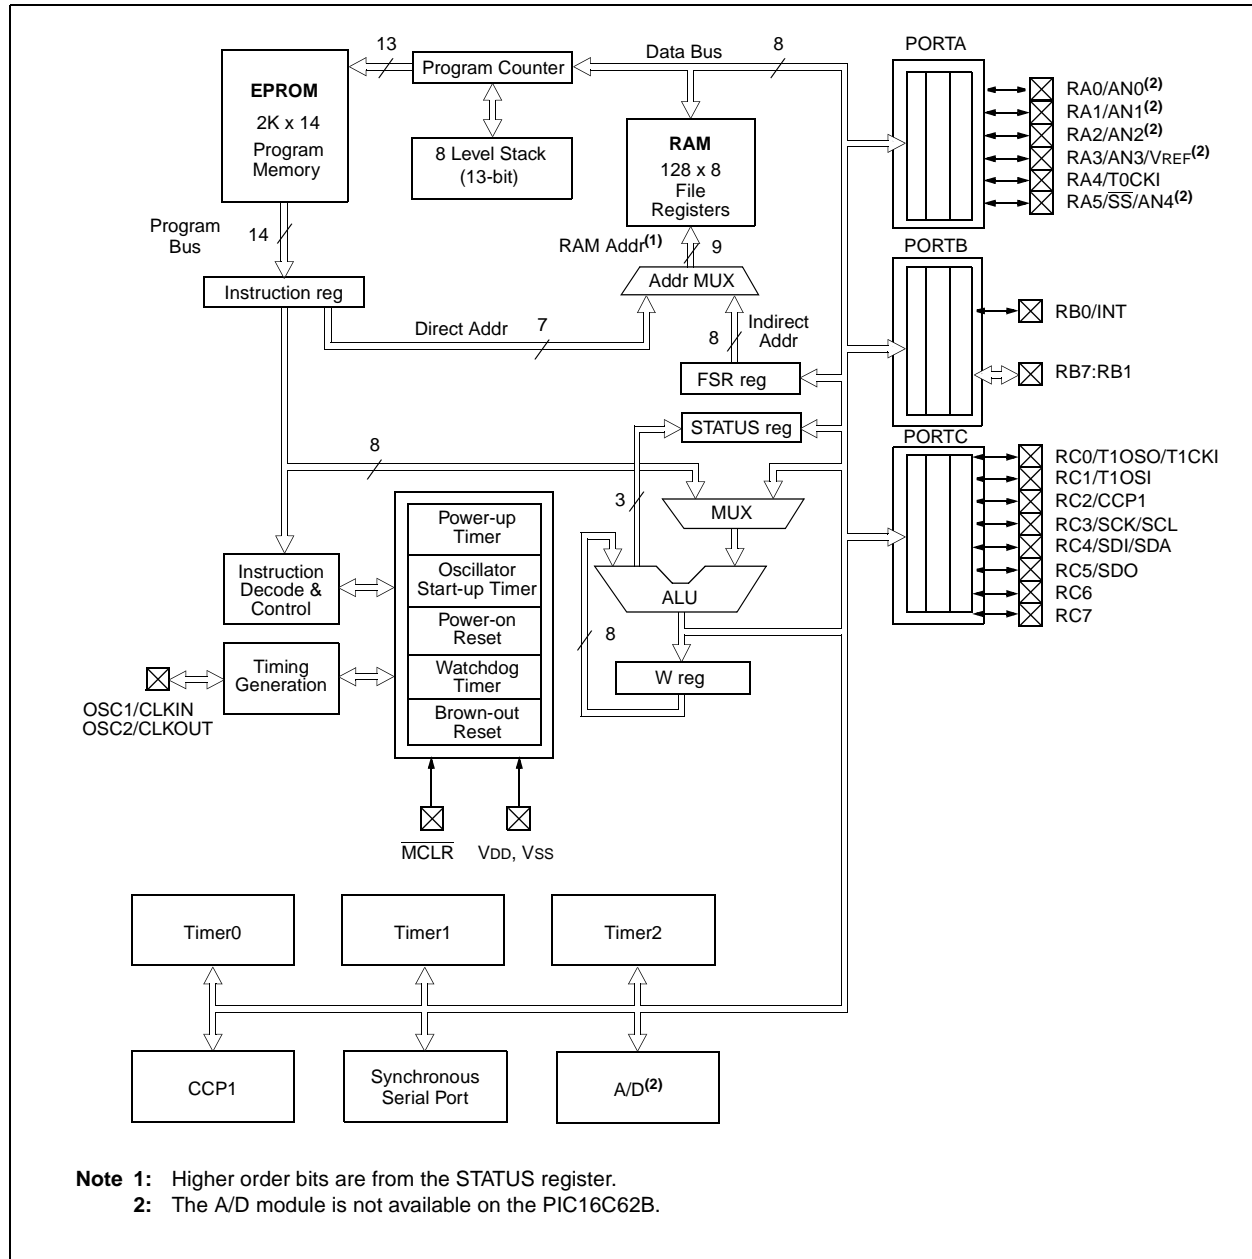 13
Data Bus
8
PORTA
EPROM
2K x 14
Program
Memory
Program Counter
8 Level Stack
(13-bit)
RAM
128 x 8
File
Registers
RA0/AN0(2)
RA1/AN1(2)
RA2/AN2(2)
RA3/AN3/VREF(2)
RA4/T0CKI
RA5/S̅S̅/AN4(2)
Program
Bus
14
RAM Addr(1)
9
PORTB
Instruction reg
Addr MUX
Direct Addr
7
8
Indirect
Addr
RB0/INT
FSR reg
RB7:RB1
STATUS reg
PORTC
8
3
MUX
RC0/T1OSO/T1CKI
RC1/T1OSI
RC2/CCP1
RC3/SCK/SCL
RC4/SDI/SDA
RC5/SDO
RC6
RC7
Power-up
Timer
Oscillator
Start-up Timer
Power-on
Reset
Watchdog
Timer
Brown-out
Reset
Instruction
Decode &
Control
ALU
8
W reg
Timing
Generation
OSC1/CLKIN
OSC2/CLKOUT
M̅C̅L̅R̅
VDD, VSS
Timer0
Timer1
Timer2
CCP1
Synchronous
Serial Port
A/D(2)
Note 1: Higher order bits are from the STATUS register.
2: The A/D module is not available on the PIC16C62B.